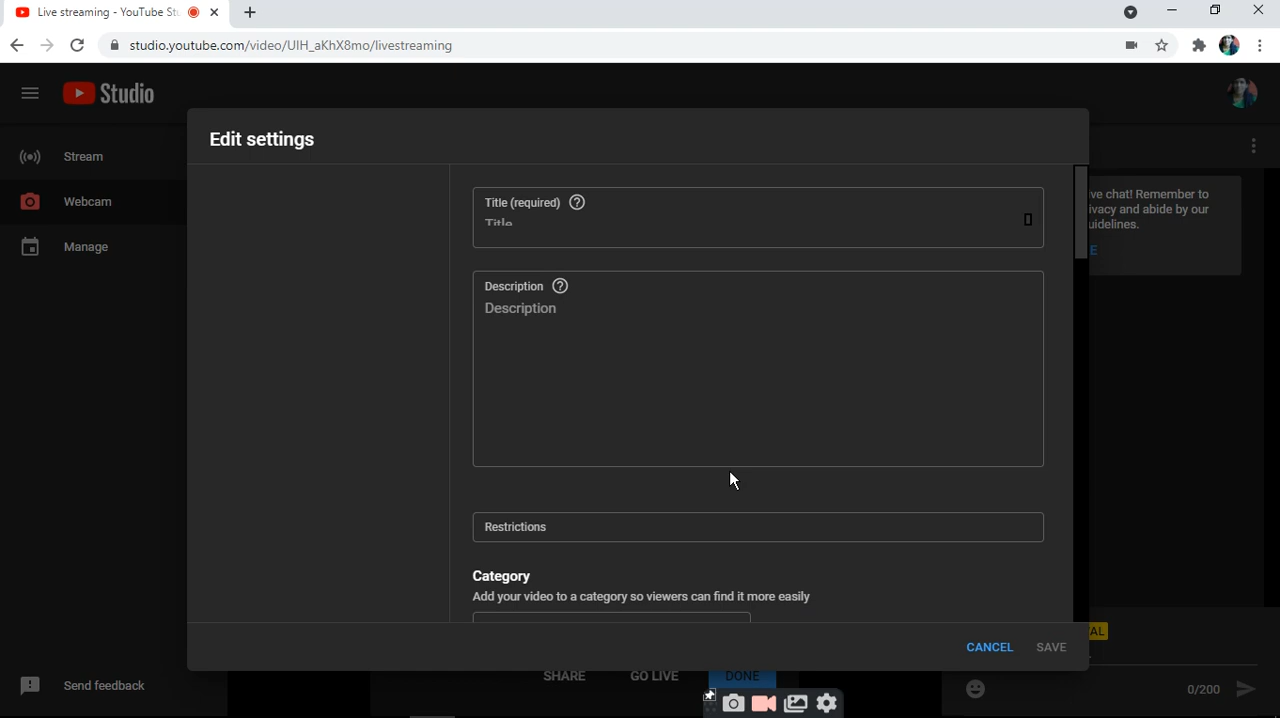 Live streaming - YouTube Stu
studio.youtube.com/video/UIH_aKhX8mo/livestreaming
Studio
Edit settings
Stream
Webcam
Manage
Title (required)
Title
Description
Description
Restrictions
Category
Add your video to a category so viewers can find it more easily
CANCEL
SAVE
ve chat! Remember to
ivacy and abide by our
uidelines.
E
AL
Send feedback
SHARE
GO LIVE
DONE
0/200